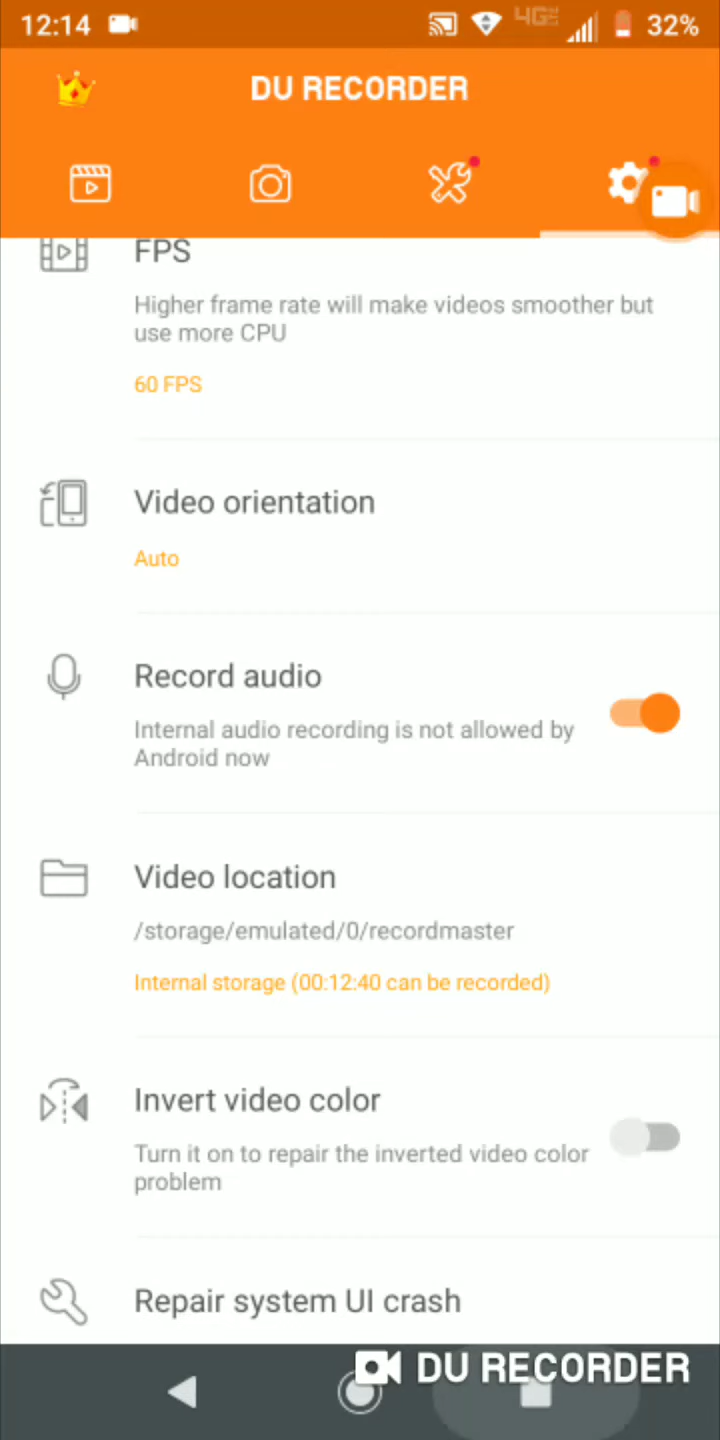 12:14
4G
32%
DU RECORDER
FPS
Higher frame rate will make videos smoother but
use more CPU
60 FPS
Video orientation
Auto
Record audio
Internal audio recording is not allowed by
Android now
Video location
/storage/emulated/0/recordmaster
Internal storage (00:12:40 can be recorded)
Invert video color
Turn it on to repair the inverted video color
problem
Repair system UI crash
DU RECORDER